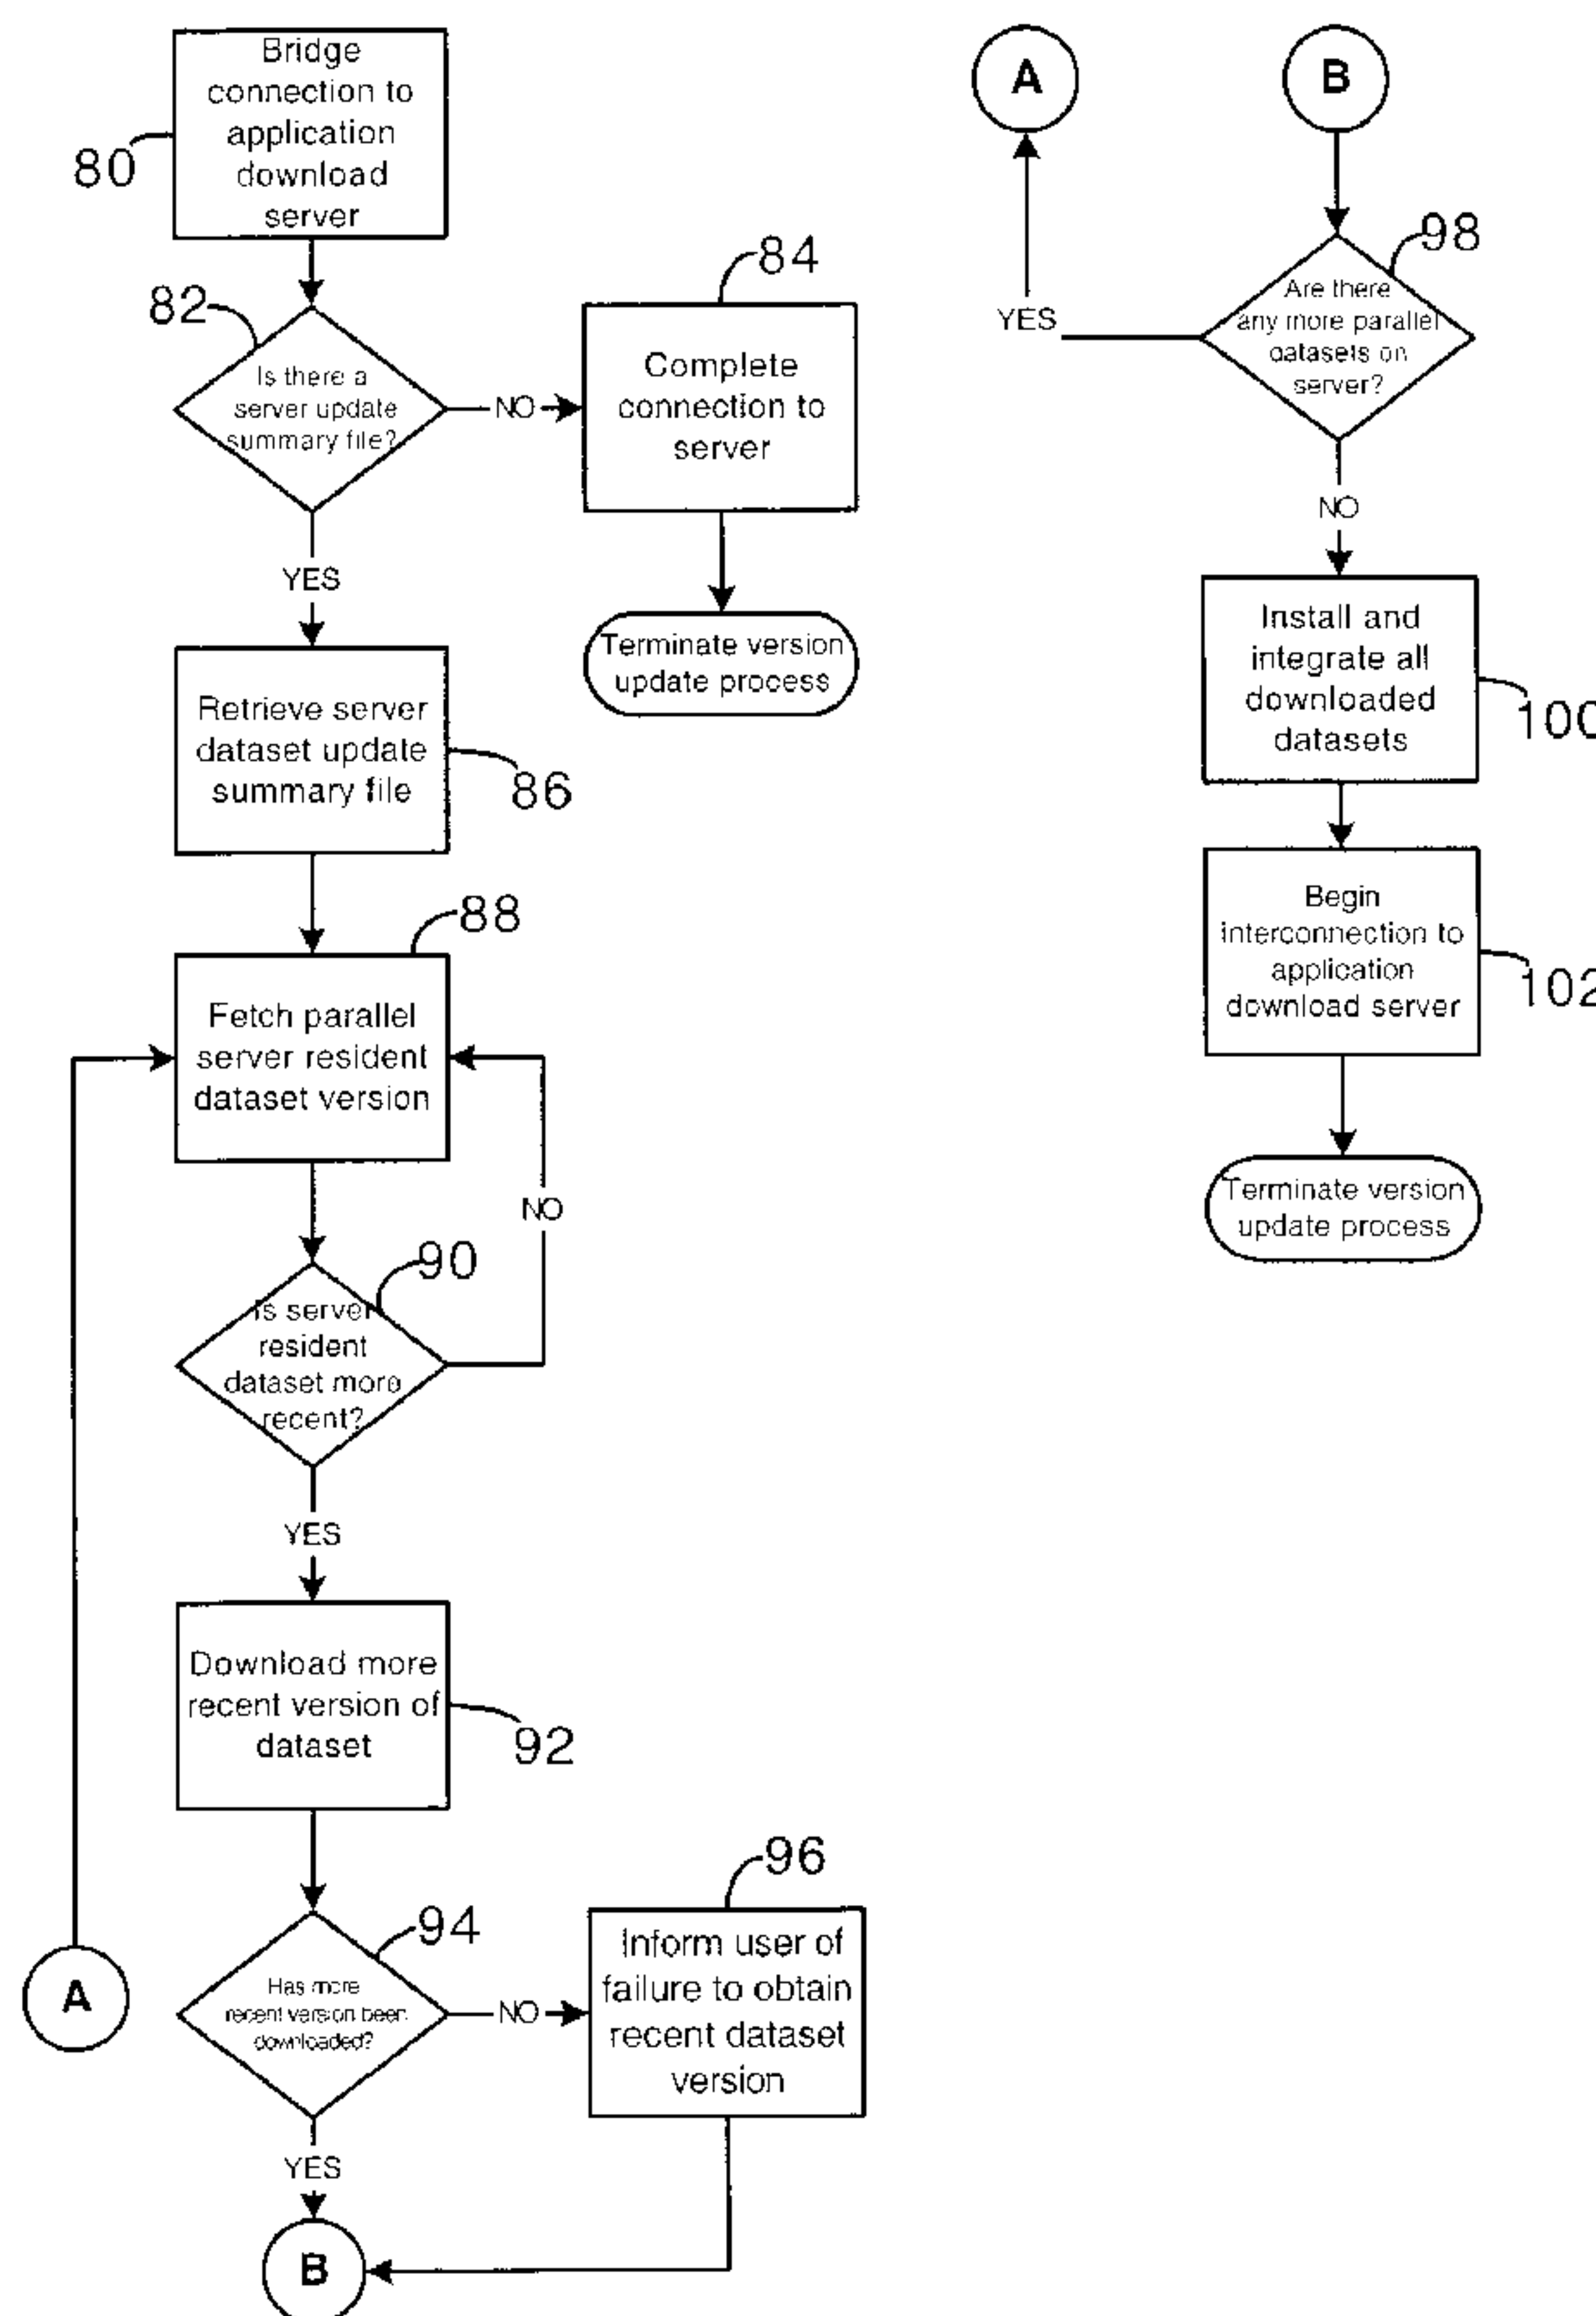 Bridge
connection to
application
download
server
80
82
Is there a
server update
summary file?
NO
84
Complete
connection to
server
Terminate version
update process
YES
Retrieve server
dataset update
summary file
86
88
Fetch parallel
server resident
dataset version
NO
90
Is server
resident
dataset more
recent?
YES
Download more
recent version of
dataset
92
94
Has more
recent version been
downloaded?
NO
96
Inform user of
failure to obtain
recent dataset
version
A
YES
B
A
B
98
Are there
any more parallel
datasets on
server?
YES
NO
Install and
integrate all
downloaded
datasets
100
Begin
interconnection to
application
download server
102
Terminate version
update process